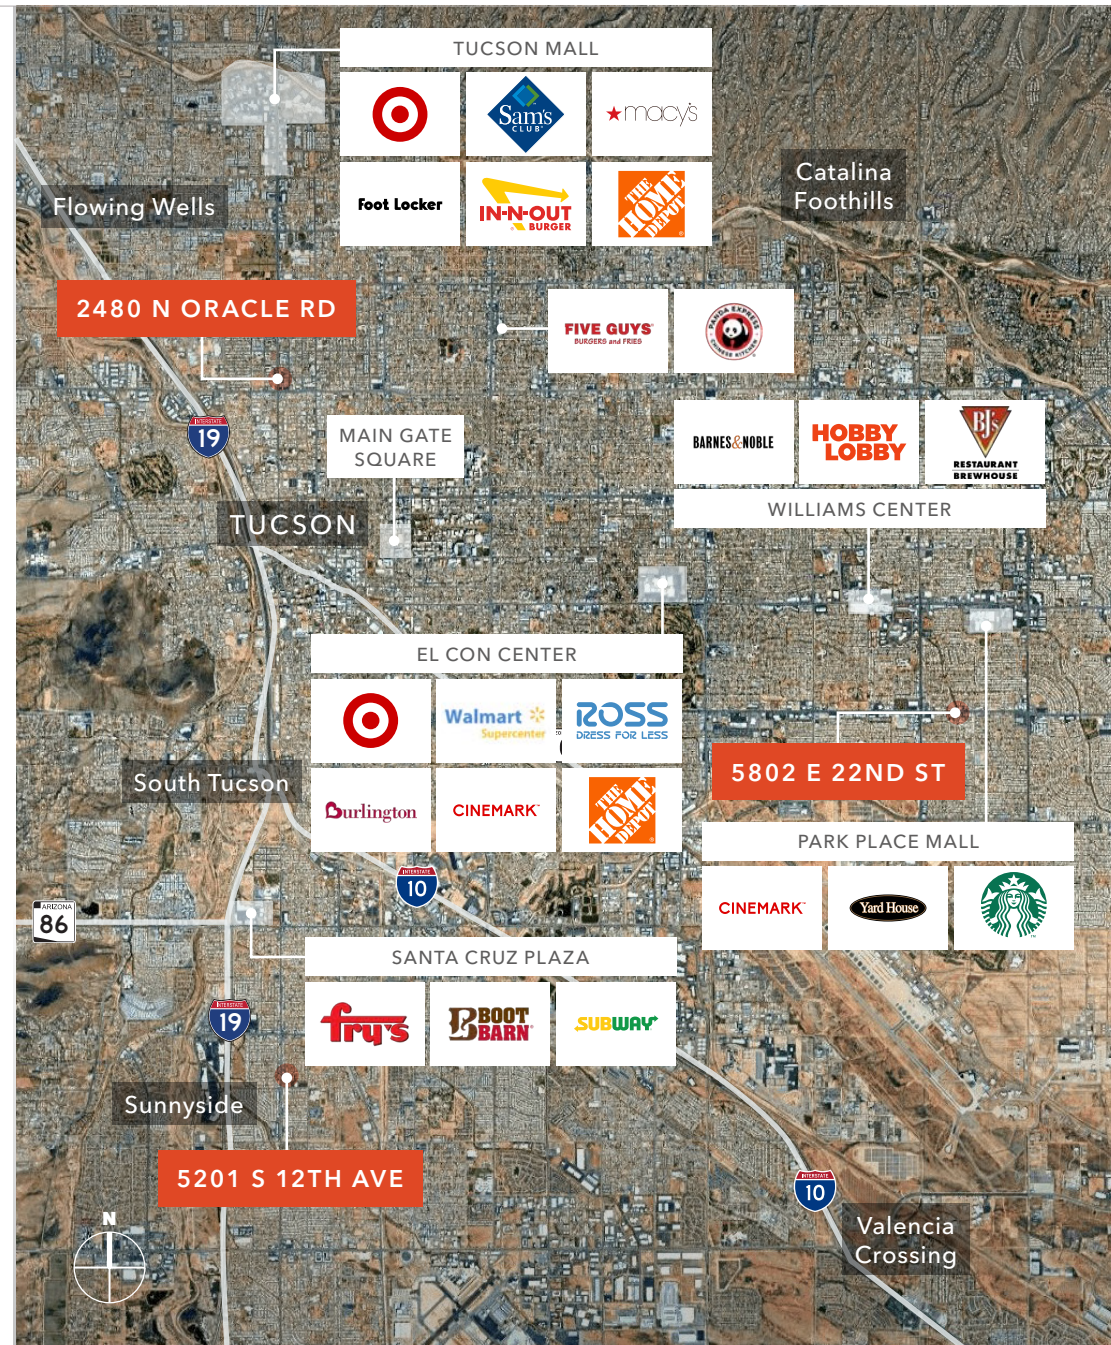 TUCSON MALL
Sam's
CLUB
macy's
Foot Locker
IN-N-OUT
BURGER
THE
HOME
DEPOT
Catalina
Foothills
Flowing Wells
2480 N ORACLE RD
FIVE GUYS
BURGERS and FRIES
PANDA EXPRESS
CHINESE KITCHEN
INTERSTATE
19
MAIN GATE
SQUARE
BARNES&NOBLE
HOBBY
LOBBY
BJ's
RESTAURANT
BREWHOUSE
WILLIAMS CENTER
TUCSON
EL CON CENTER
Walmart
Supercenter
ROSS
DRESS FOR LESS
Burlington
CINEMARK
THE
HOME
DEPOT
South Tucson
5802 E 22ND ST
PARK PLACE MALL
CINEMARK
Yard House
INTERSTATE
10
ARIZONA
86
SANTA CRUZ PLAZA
fry's
BOOT
BARN
SUBWAY
INTERSTATE
19
Sunnyside
5201 S 12TH AVE
INTERSTATE
10
Valencia
Crossing
N